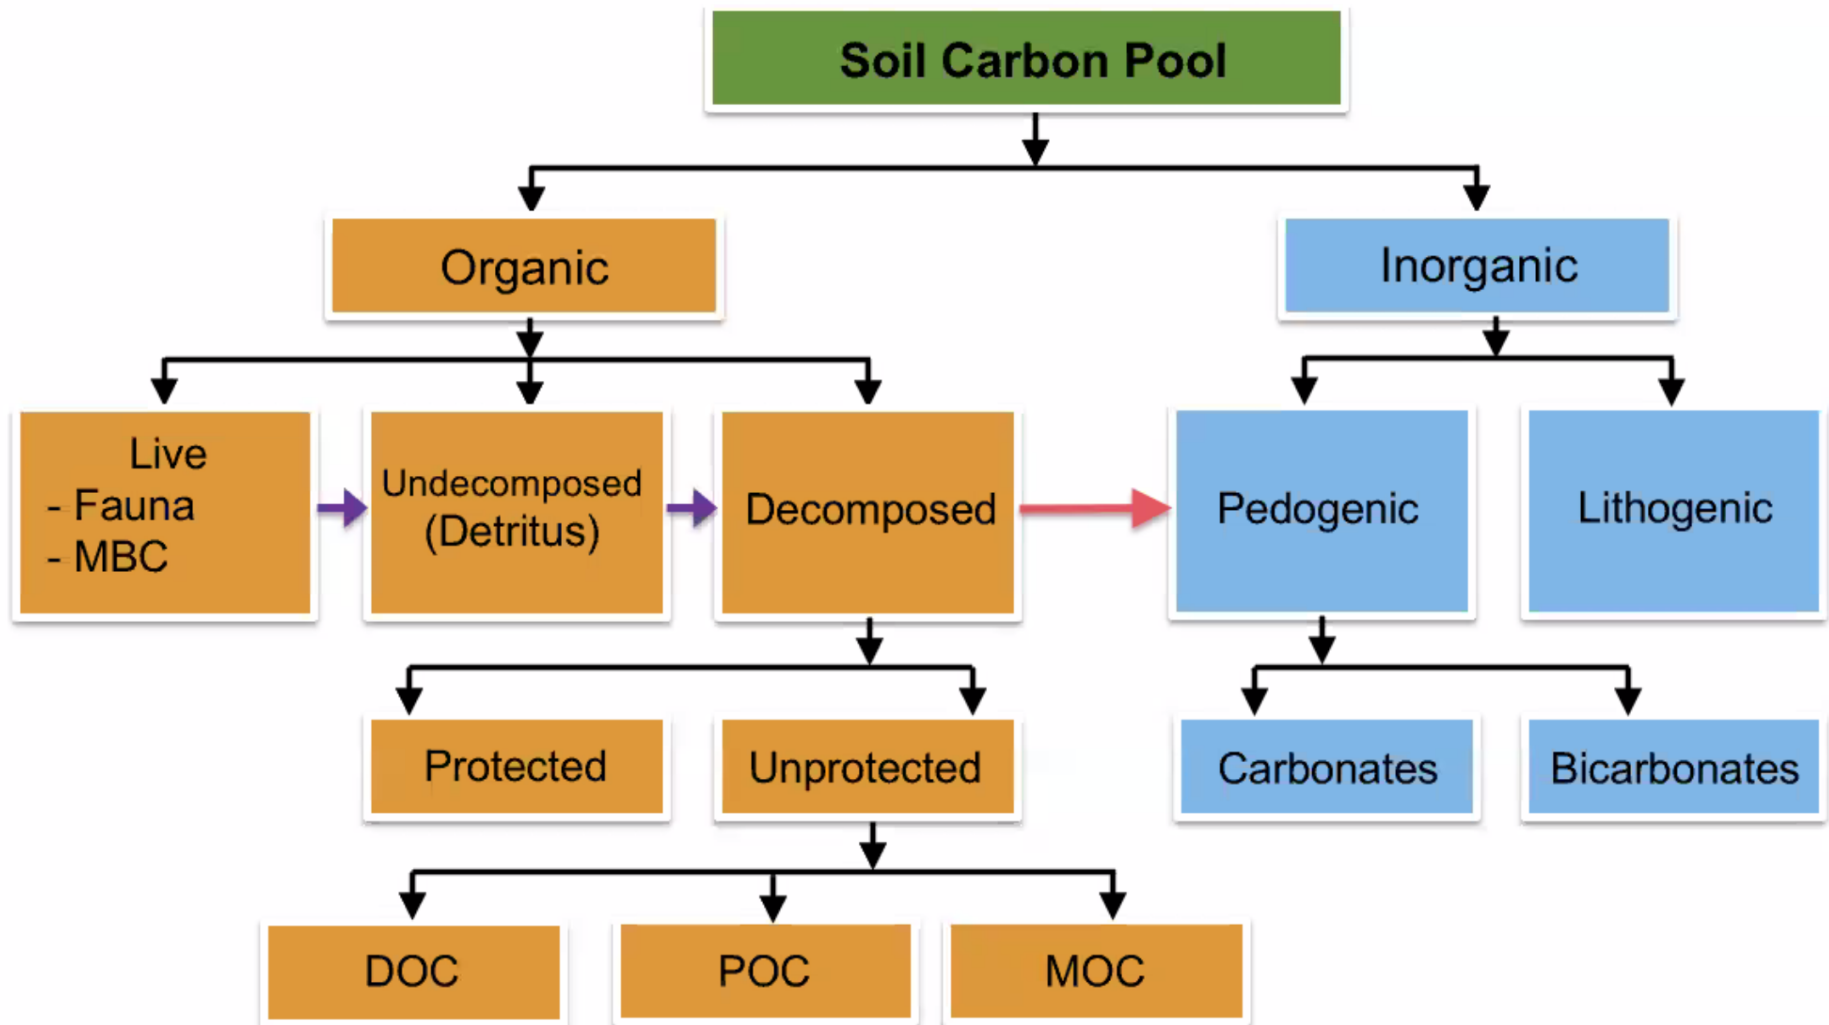 Soil Carbon Pool
Organic
Inorganic
Live
- Fauna
- MBC
Undecomposed
(Detritus)
Decomposed
Pedogenic
Lithogenic
Protected
Unprotected
Carbonates
Bicarbonates
DOC
POC
MOC